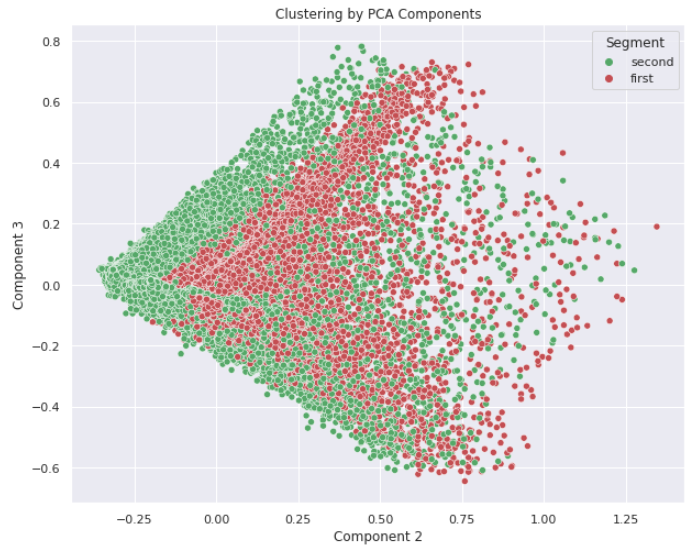 Clustering by PCA Components
Segment
second
first
0.8
0.6
0.4
0.2
0.0
−0.2
−0.4
−0.6
Component 3
−0.25
0.00
0.25
0.50
0.75
1.00
1.25
Component 2